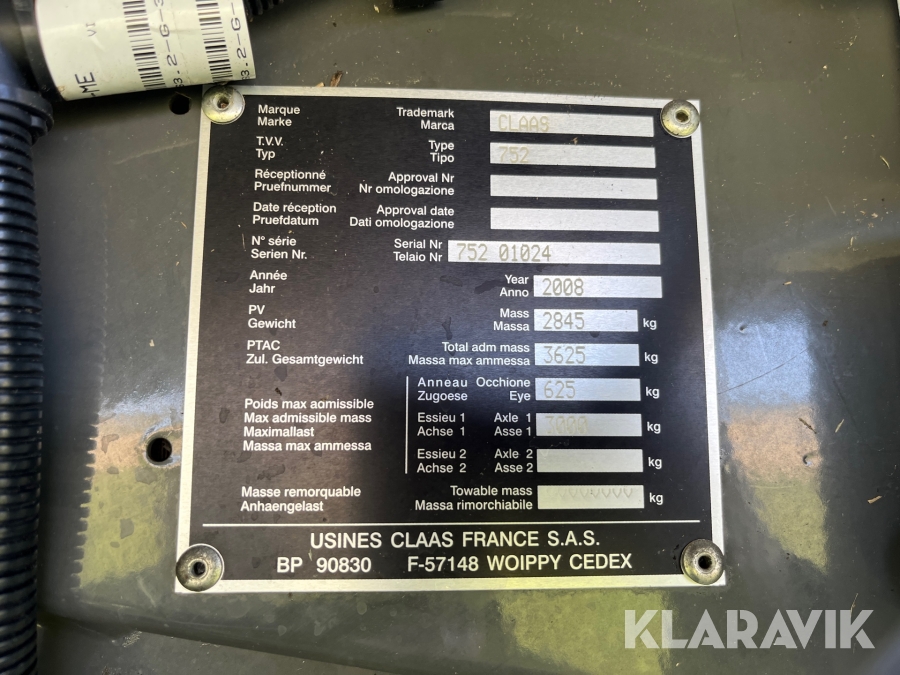 Marque Trademark
Marke Marca CLAAS
T.V.V. Type
Typ Tipo 752
Réceptionné Approval Nr
Pruefnummer Nr omologazione
Date réception Approval date
Pruefdatum Dati omologazione
N° série Serial Nr
Serien Nr. Telaio Nr 752 01024
Année Year
Jahr Anno 2008
PV Mass
Gewicht Massa 2845 kg
PTAC Total adm mass
Zul. Gesamtgewicht Massa max ammessa 3625 kg
Anneau Occhione
Zugoese Eye 625 kg
Poids max admissible
Max admissible mass
Maximallast
Massa max ammessa
Essieu 1 Axle 1
Achse 1 Asse 1 3000 kg
Essieu 2 Axle 2
Achse 2 Asse 2 kg
Masse remorquable Towable mass
Anhaengelast Massa rimorchiabile kg
USINES CLAAS FRANCE S.A.S.
BP 90830 F-57148 WOIPPY CEDEX
KLARAVIK